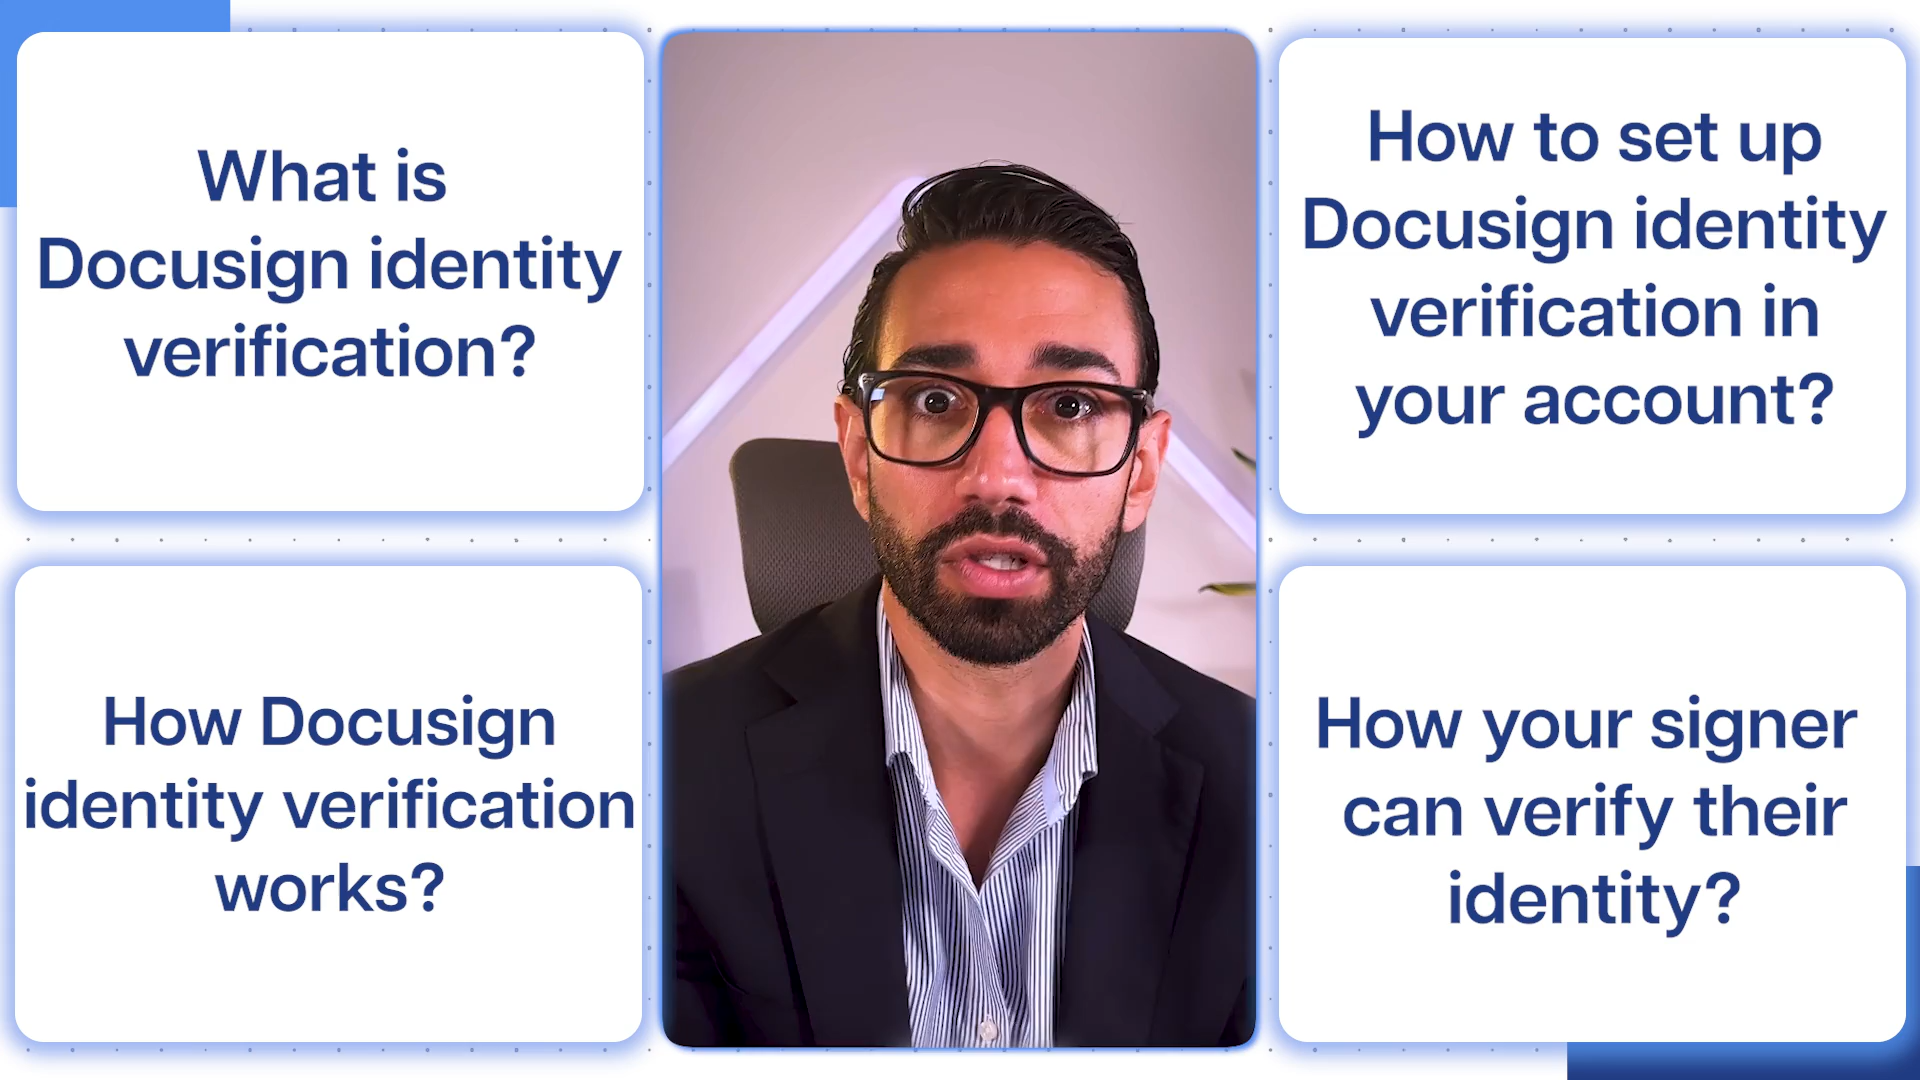 What is
Docusign identity
verification?
How Docusign
identity verification
works?
How to set up
Docusign identity
verification in
your account?
How your signer
can verify their
identity?